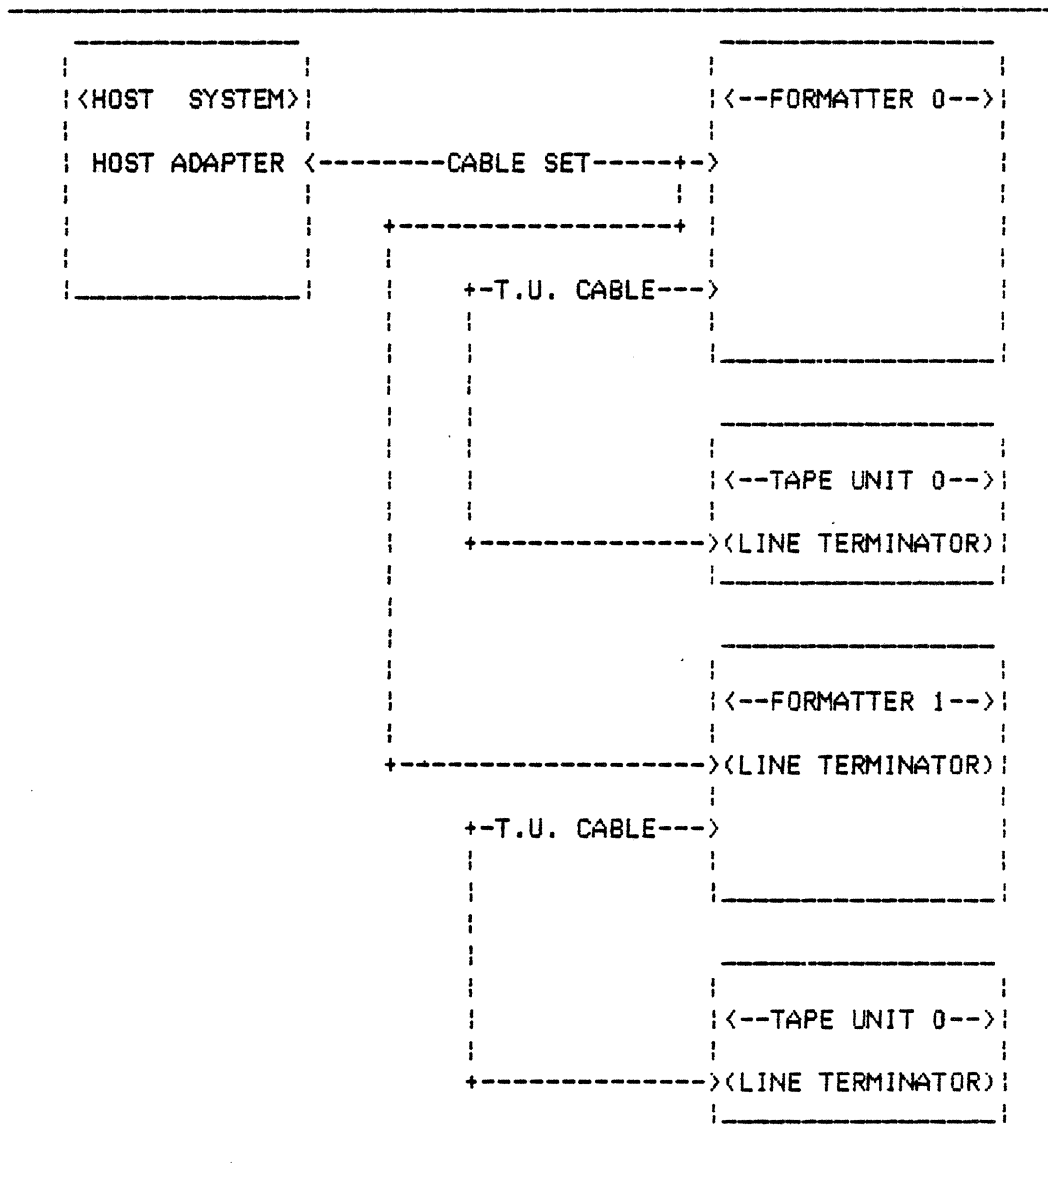 <HOST SYSTEM>
<--FORMATTER 0-->
HOST ADAPTER <--------CABLE SET-----+->
+-T.U. CABLE--->
<--TAPE UNIT 0-->
(LINE TERMINATOR)
<--FORMATTER 1-->
(LINE TERMINATOR)
+-T.U. CABLE--->
<--TAPE UNIT 0-->
(LINE TERMINATOR)